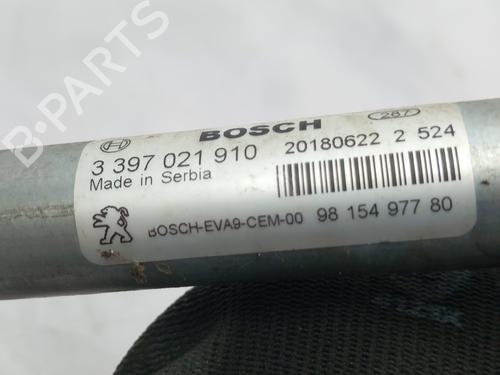 BOSCH
267
3 397 021 910
20180622 2 524
Made in Serbia
BOSCH-EVA9-CEM-00
98 154 977 80
B-PARTS